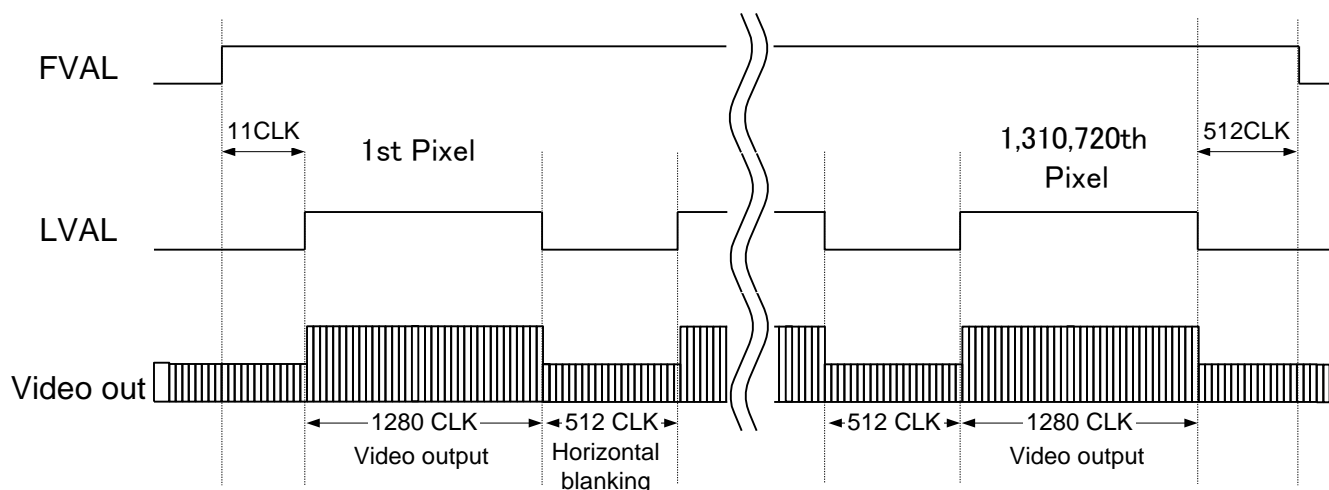 FVAL
11CLK
1st Pixel
1,310,720th
Pixel
512CLK
LVAL
Video out
1280 CLK
Video output
512 CLK
Horizontal
blanking
512 CLK
1280 CLK
Video output